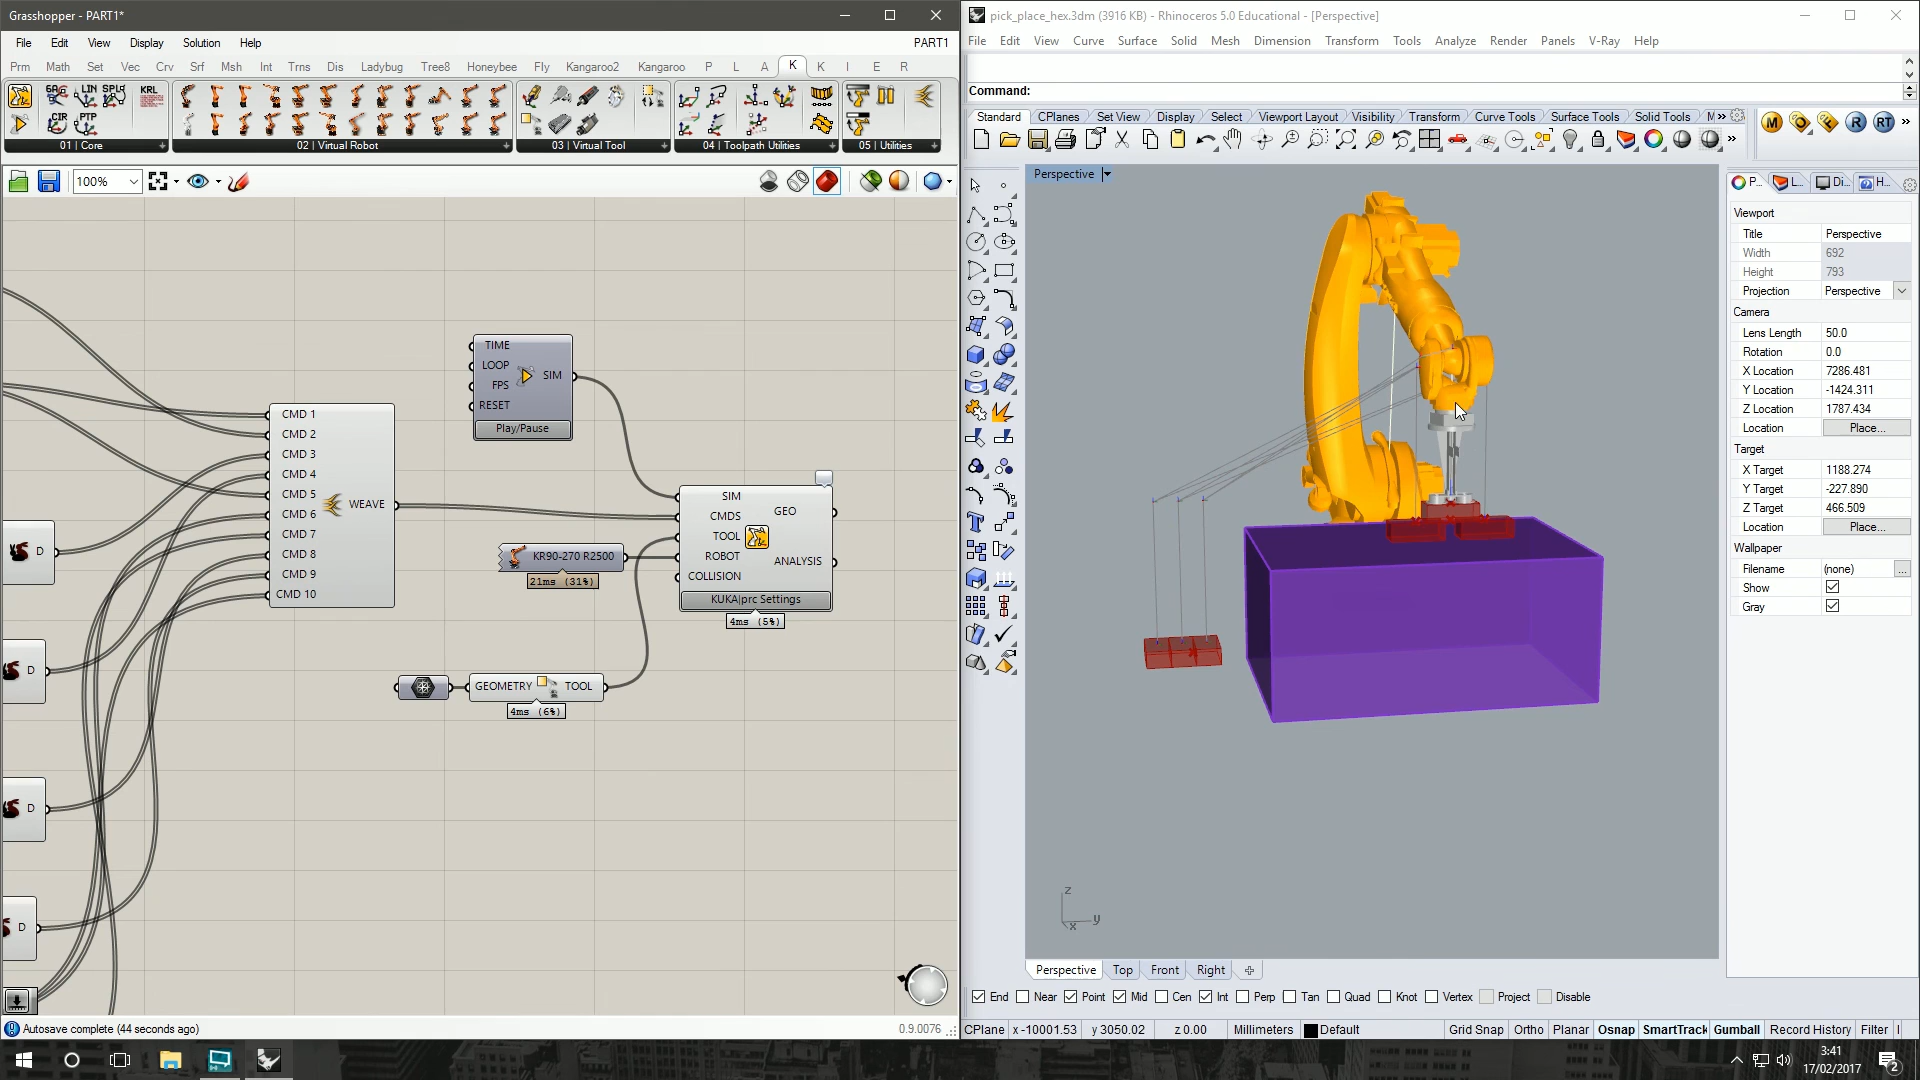 Grasshopper - PART1*
File Edit View Display Solution Help PART1
Prm Math Set Vec Crv Srf Msh Int Trns Dis Ladybug Tree8 Honeybee Fly Kangaroo2 Kangaroo P L A K K I E R
6AC LIN SPLN KRL
CIR PTP
01 | Core 02 | Virtual Robot 03 | Virtual Tool 04 | Toolpath Utilities 05 | Utilities
100%
TIME
LOOP
FPS
RESET
SIM
Play/Pause
CMD 1
CMD 2
CMD 3
CMD 4
CMD 5
CMD 6
CMD 7
CMD 8
CMD 9
CMD 10
WEAVE
SIM
CMDS
TOOL
ROBOT
COLLISION
GEO
ANALYSIS
KUKA|prc Settings
4ms (5%)
KR90-270 R2500
21ms (31%)
GEOMETRY TOOL
4ms (6%)
D
D
D
D
Autosave complete (44 seconds ago) 0.9.0076
pick_place_hex.3dm (3916 KB) - Rhinoceros 5.0 Educational - [Perspective]
File Edit View Curve Surface Solid Mesh Dimension Transform Tools Analyze Render Panels V-Ray Help
Command:
Standard CPlanes Set View Display Select Viewport Layout Visibility Transform Curve Tools Surface Tools Solid Tools M »
M O F R RT »
Perspective
P... L... Di... H...
Viewport
Title Perspective
Width 692
Height 793
Projection Perspective
Camera
Lens Length 50.0
Rotation 0.0
X Location 7286.481
Y Location -1424.311
Z Location 1787.434
Location Place...
Target
X Target 1188.274
Y Target -227.890
Z Target 466.509
Location Place...
Wallpaper
Filename (none) ...
Show
Gray
z
y
x
Perspective Top Front Right
End Near Point Mid Cen Int Perp Tan Quad Knot Vertex Project Disable
CPlane x -10001.53 y 3050.02 z 0.00 Millimeters Default Grid Snap Ortho Planar Osnap SmartTrack Gumball Record History Filter
3:41
17/02/2017
2